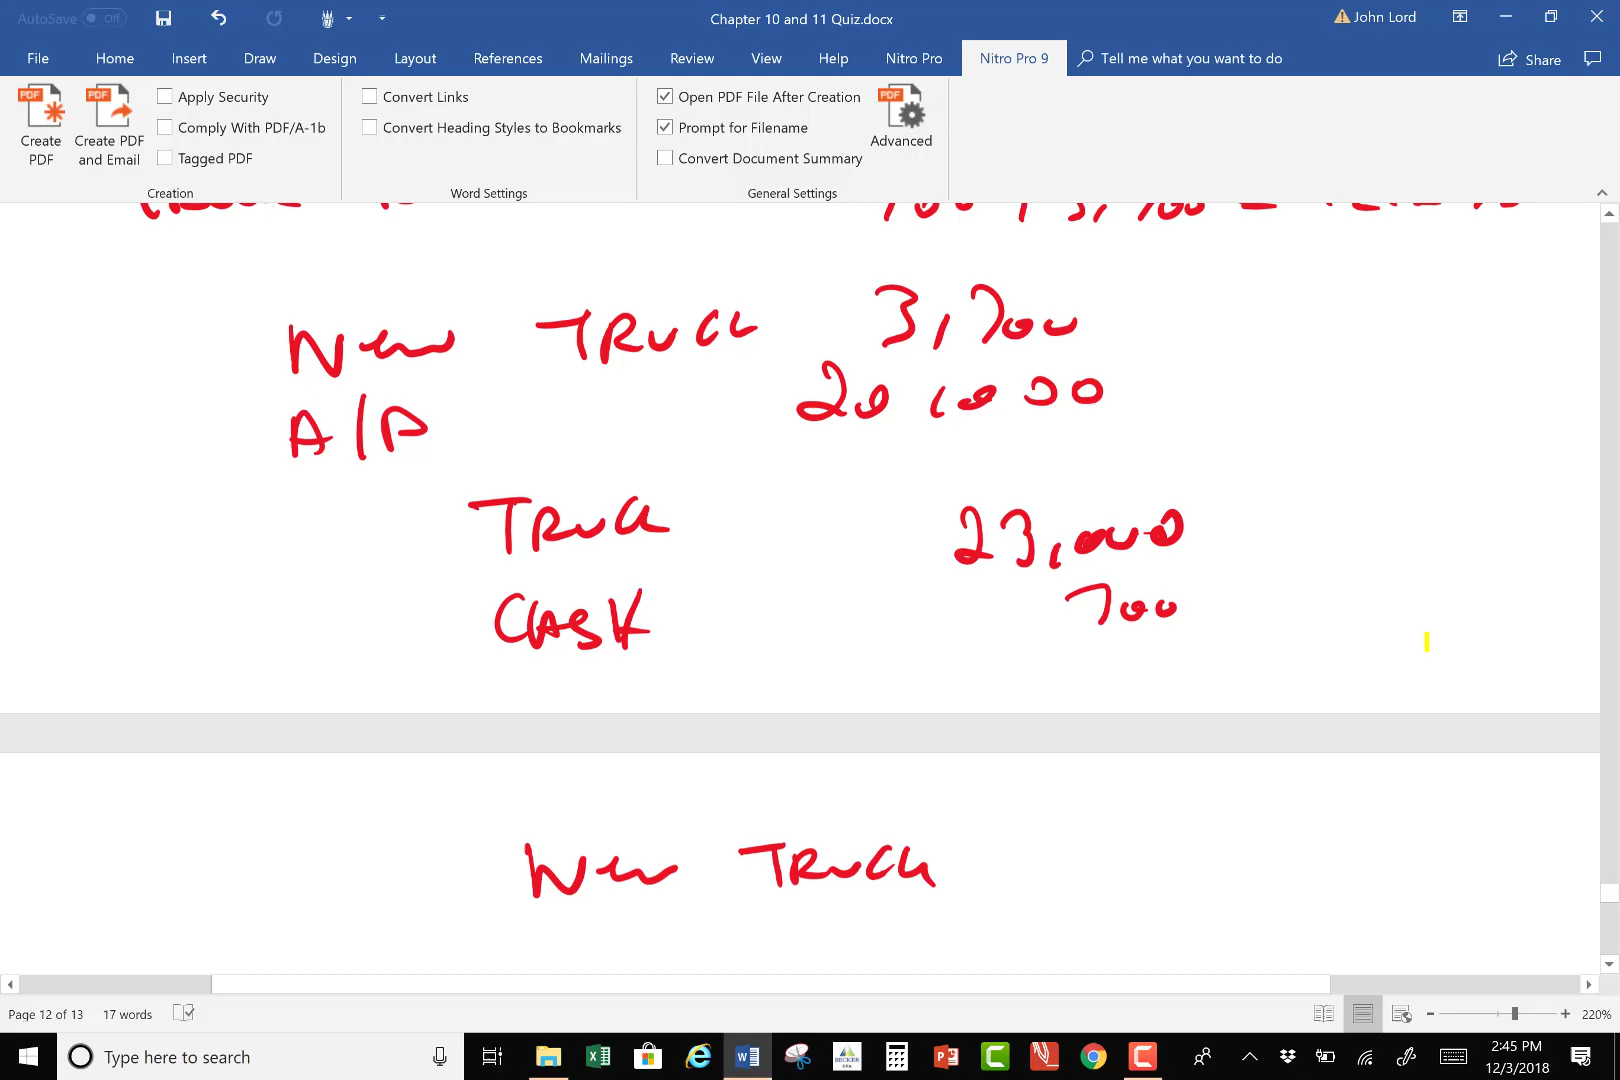 AutoSave Off Chapter 10 and 11 Quiz.docx John Lord
File Home Insert Draw Design Layout References Mailings Review View Help Nitro Pro Nitro Pro 9 Tell me what you want to do Share
PDF PDF Apply Security Convert Links Open PDF File After Creation PDF
Create PDF Create PDF and Email Comply With PDF/A-1b Convert Heading Styles to Bookmarks Prompt for Filename Advanced
Tagged PDF Convert Document Summary
Creation Word Settings General Settings
New TRUCK 3,700
A/D 20,000
TRUCK 23,000
CASH 700
New TRUCK
Page 12 of 13 17 words 220%
Type here to search 2:45 PM
12/3/2018